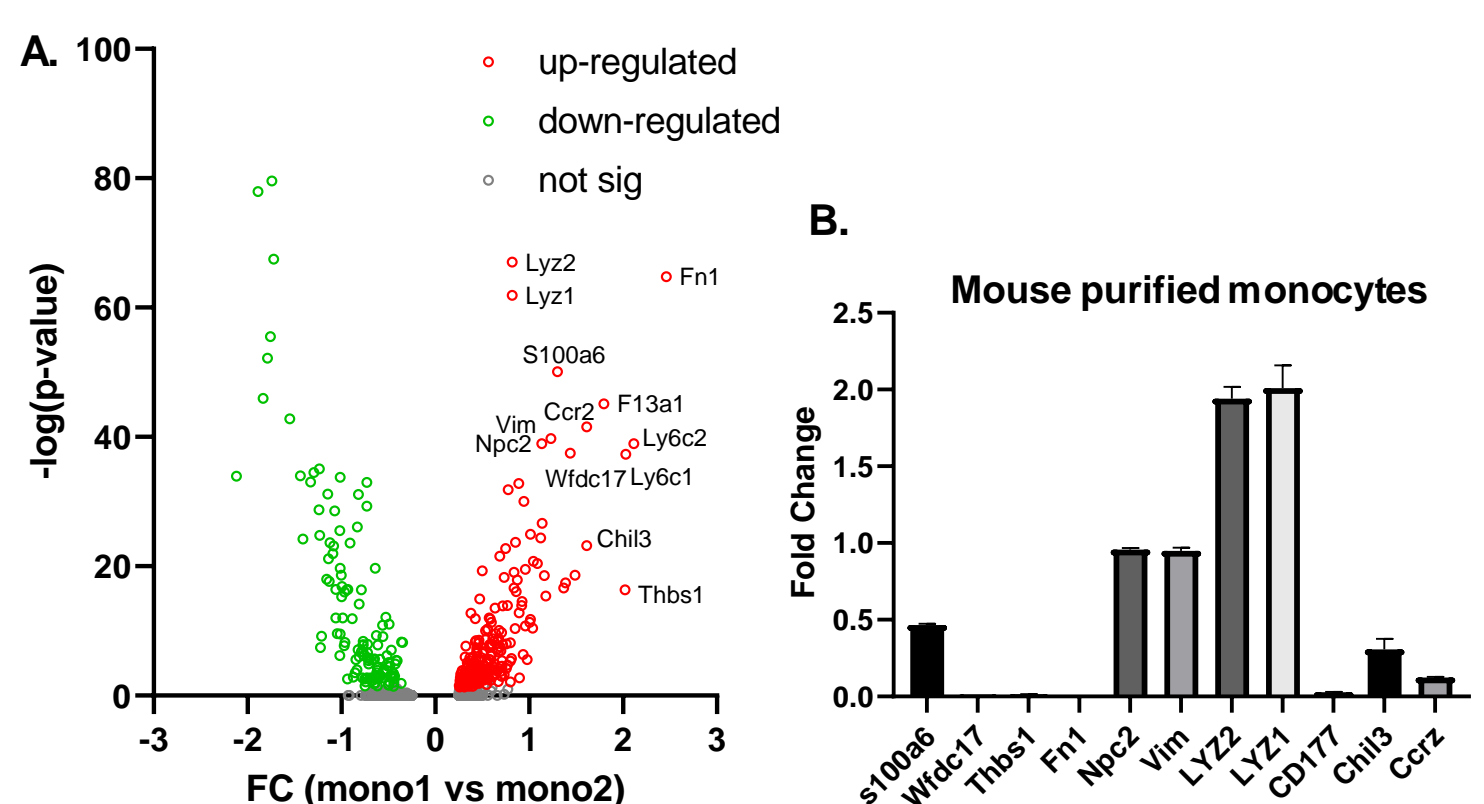 A.
100
80
60
40
20
0
-log(p-value)
-3 -2 -1 0 1 2 3
FC (mono1 vs mono2)
up-regulated
down-regulated
not sig
Lyz2
Fn1
Lyz1
S100a6
F13a1
Ccr2
Vim
Ly6c2
Npc2
Wfdc17
Ly6c1
Chil3
Thbs1
B.
Mouse purified monocytes
2.5
2.0
1.5
1.0
0.5
0.0
Fold Change
s100a6
Wfdc17
Thbs1
Fn1
Npc2
Vim
LYZ2
LYZ1
CD177
Chil3
Ccrz